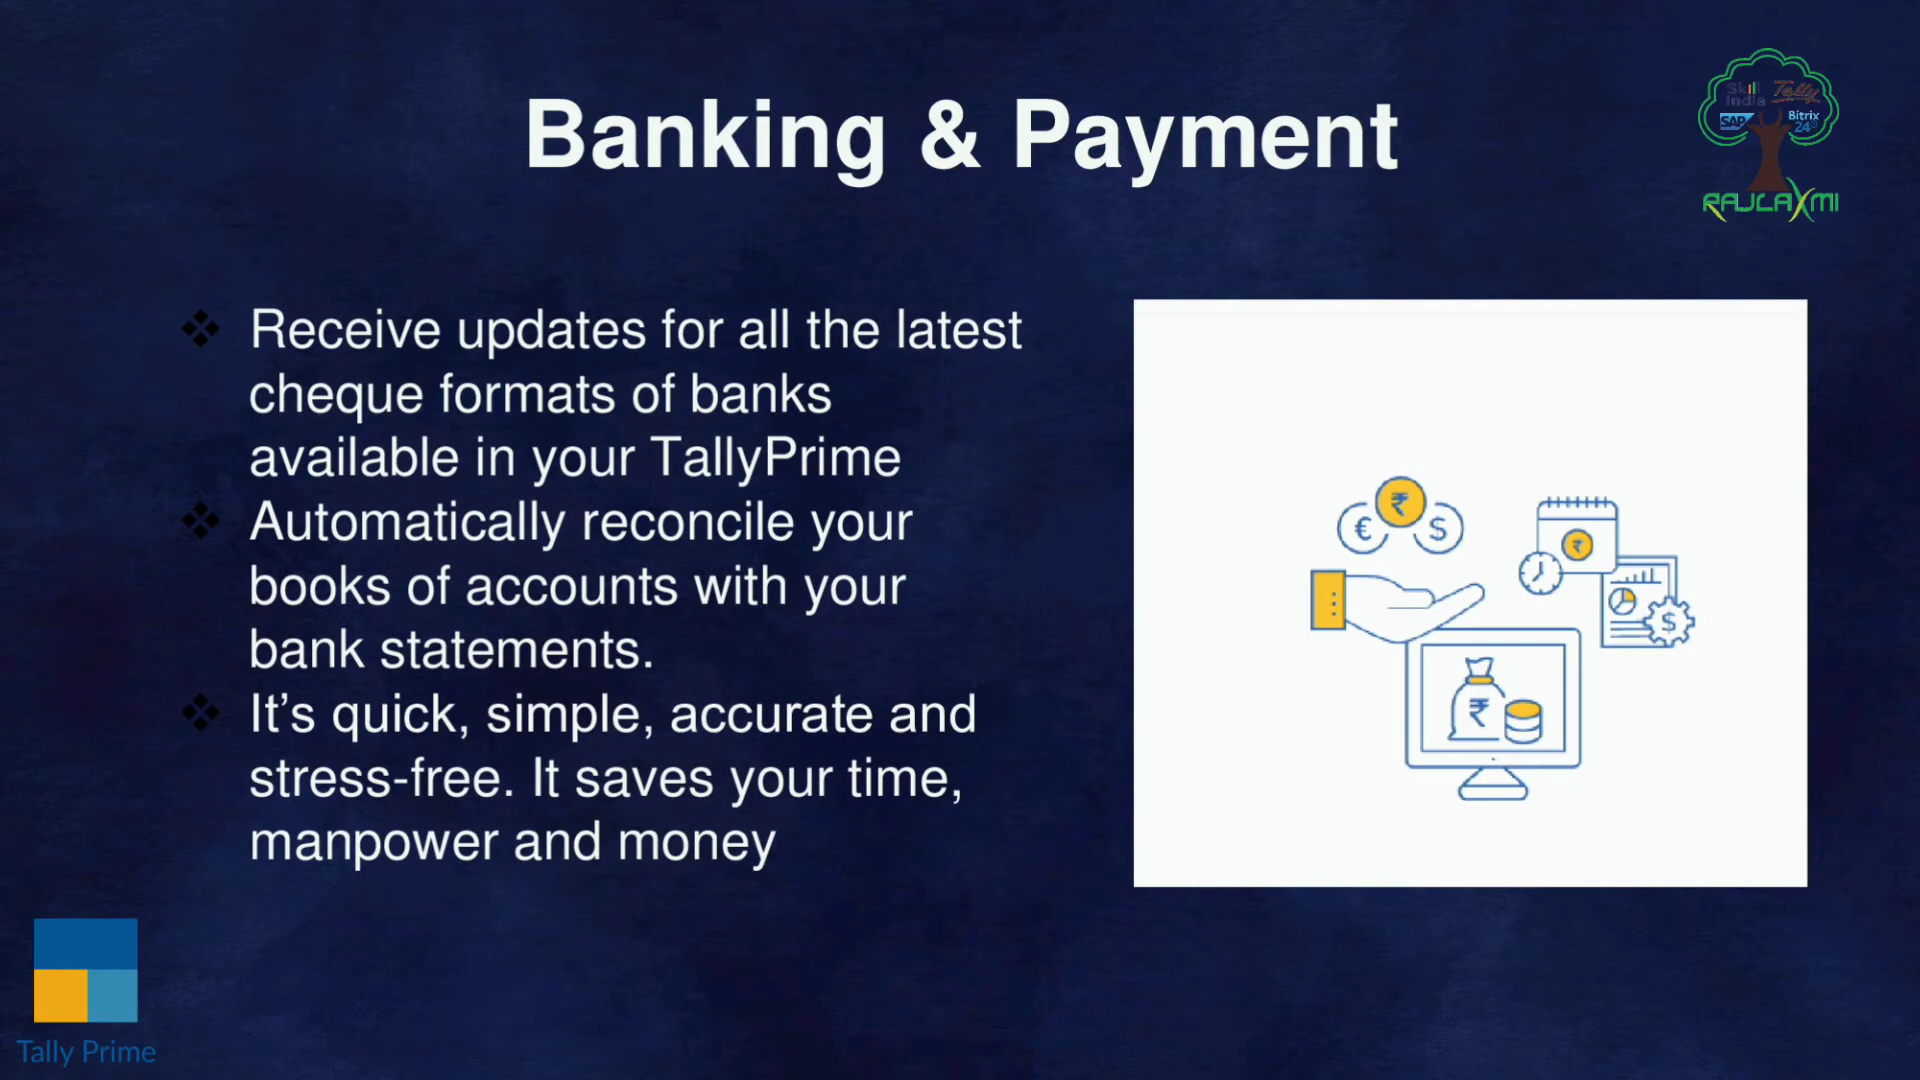 Banking & Payment
Skill India
Tally
SAP
Bitrix 24
RAJLAXMI
❖ Receive updates for all the latest
cheque formats of banks
available in your TallyPrime
❖ Automatically reconcile your
books of accounts with your
bank statements.
❖ It’s quick, simple, accurate and
stress-free. It saves your time,
manpower and money
€ ₹ $
₹
$
₹
Tally Prime